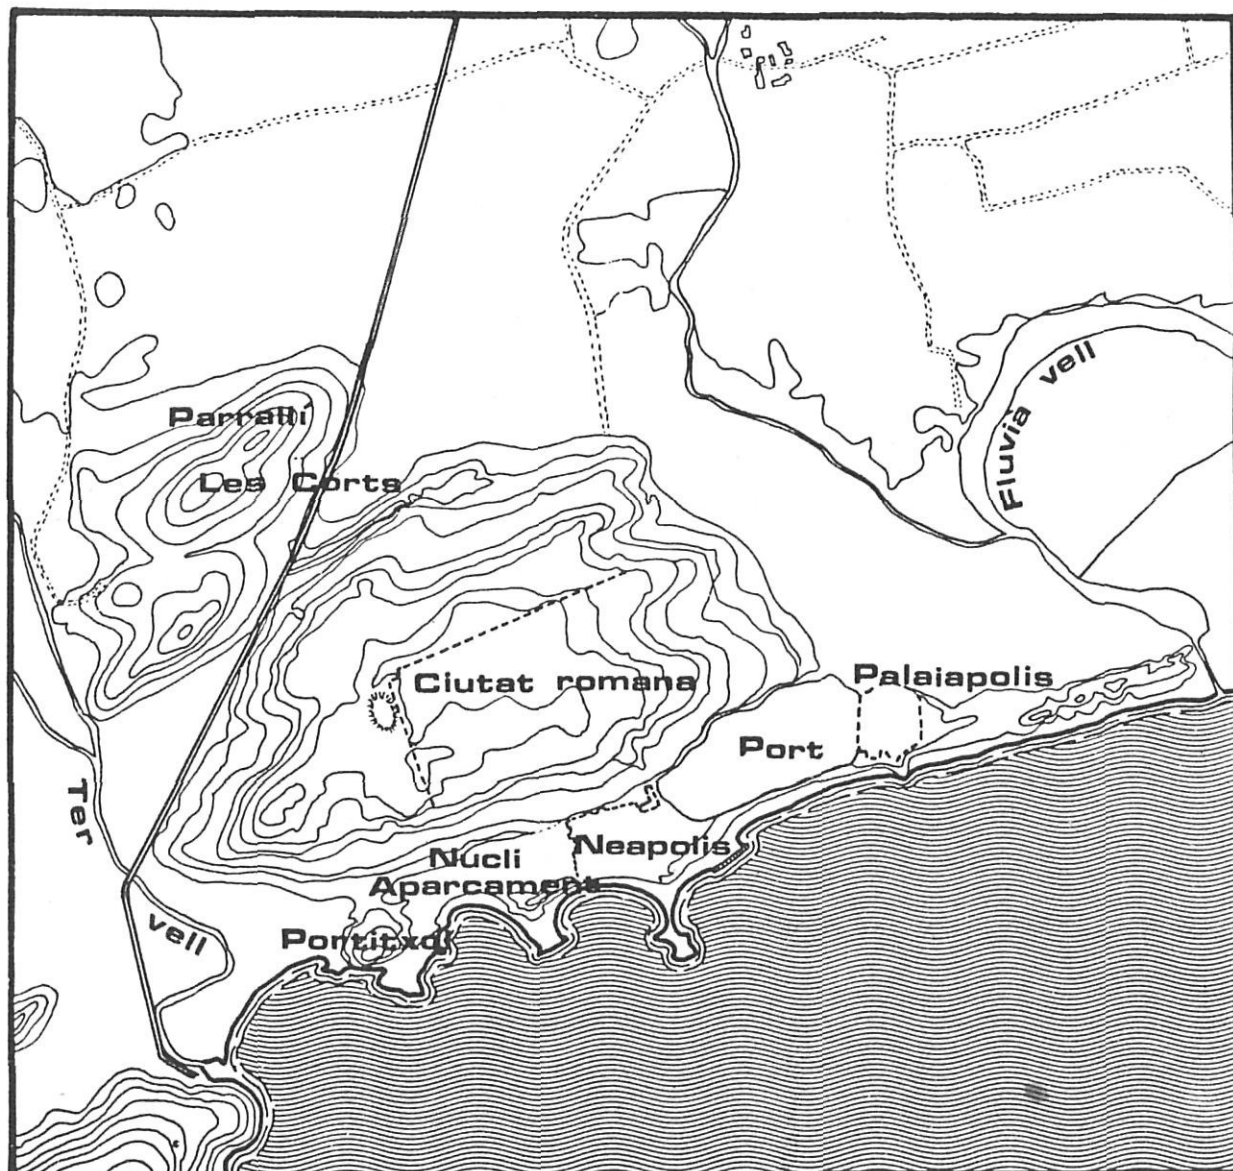 Fluvia vell
Parralli
Les Corts
Ciutat romana
Palaiapolis
Port
Ter
vell
Neapolis
Nucli
Aparcament
Portitxol